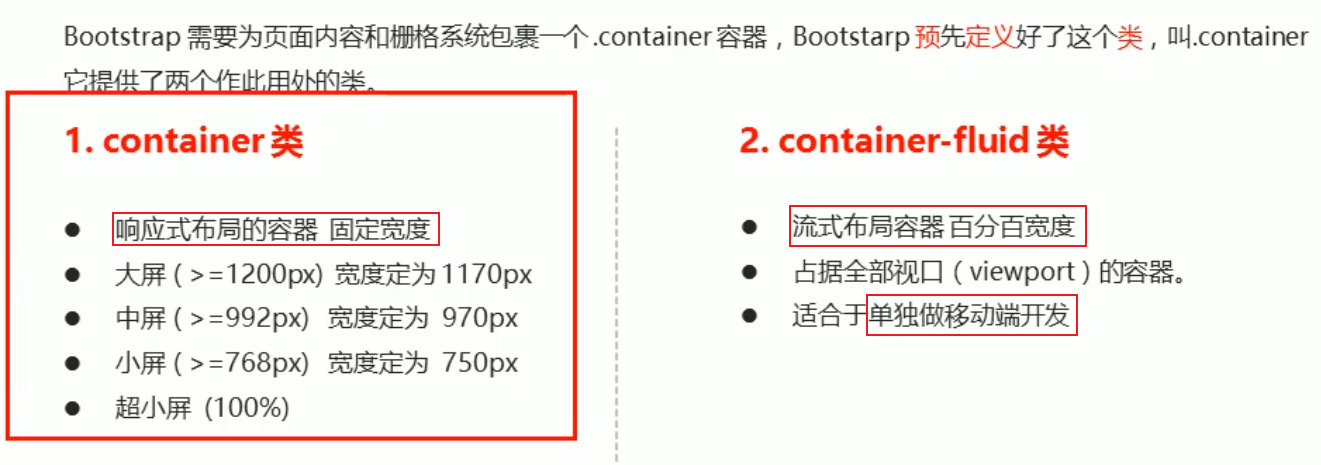 Bootstrap 需要为页面内容和栅格系统包裹一个 .container 容器，Bootstarp 预先定义好了这个类，叫.container
它提供了两个作此用处的类。
1. container 类
响应式布局的容器 固定宽度
大屏 ( >=1200px) 宽度定为 1170px
中屏 ( >=992px) 宽度定为 970px
小屏 ( >=768px) 宽度定为 750px
超小屏 (100%)
2. container-fluid 类
流式布局容器 百分百宽度
占据全部视口（viewport）的容器。
适合于单独做移动端开发